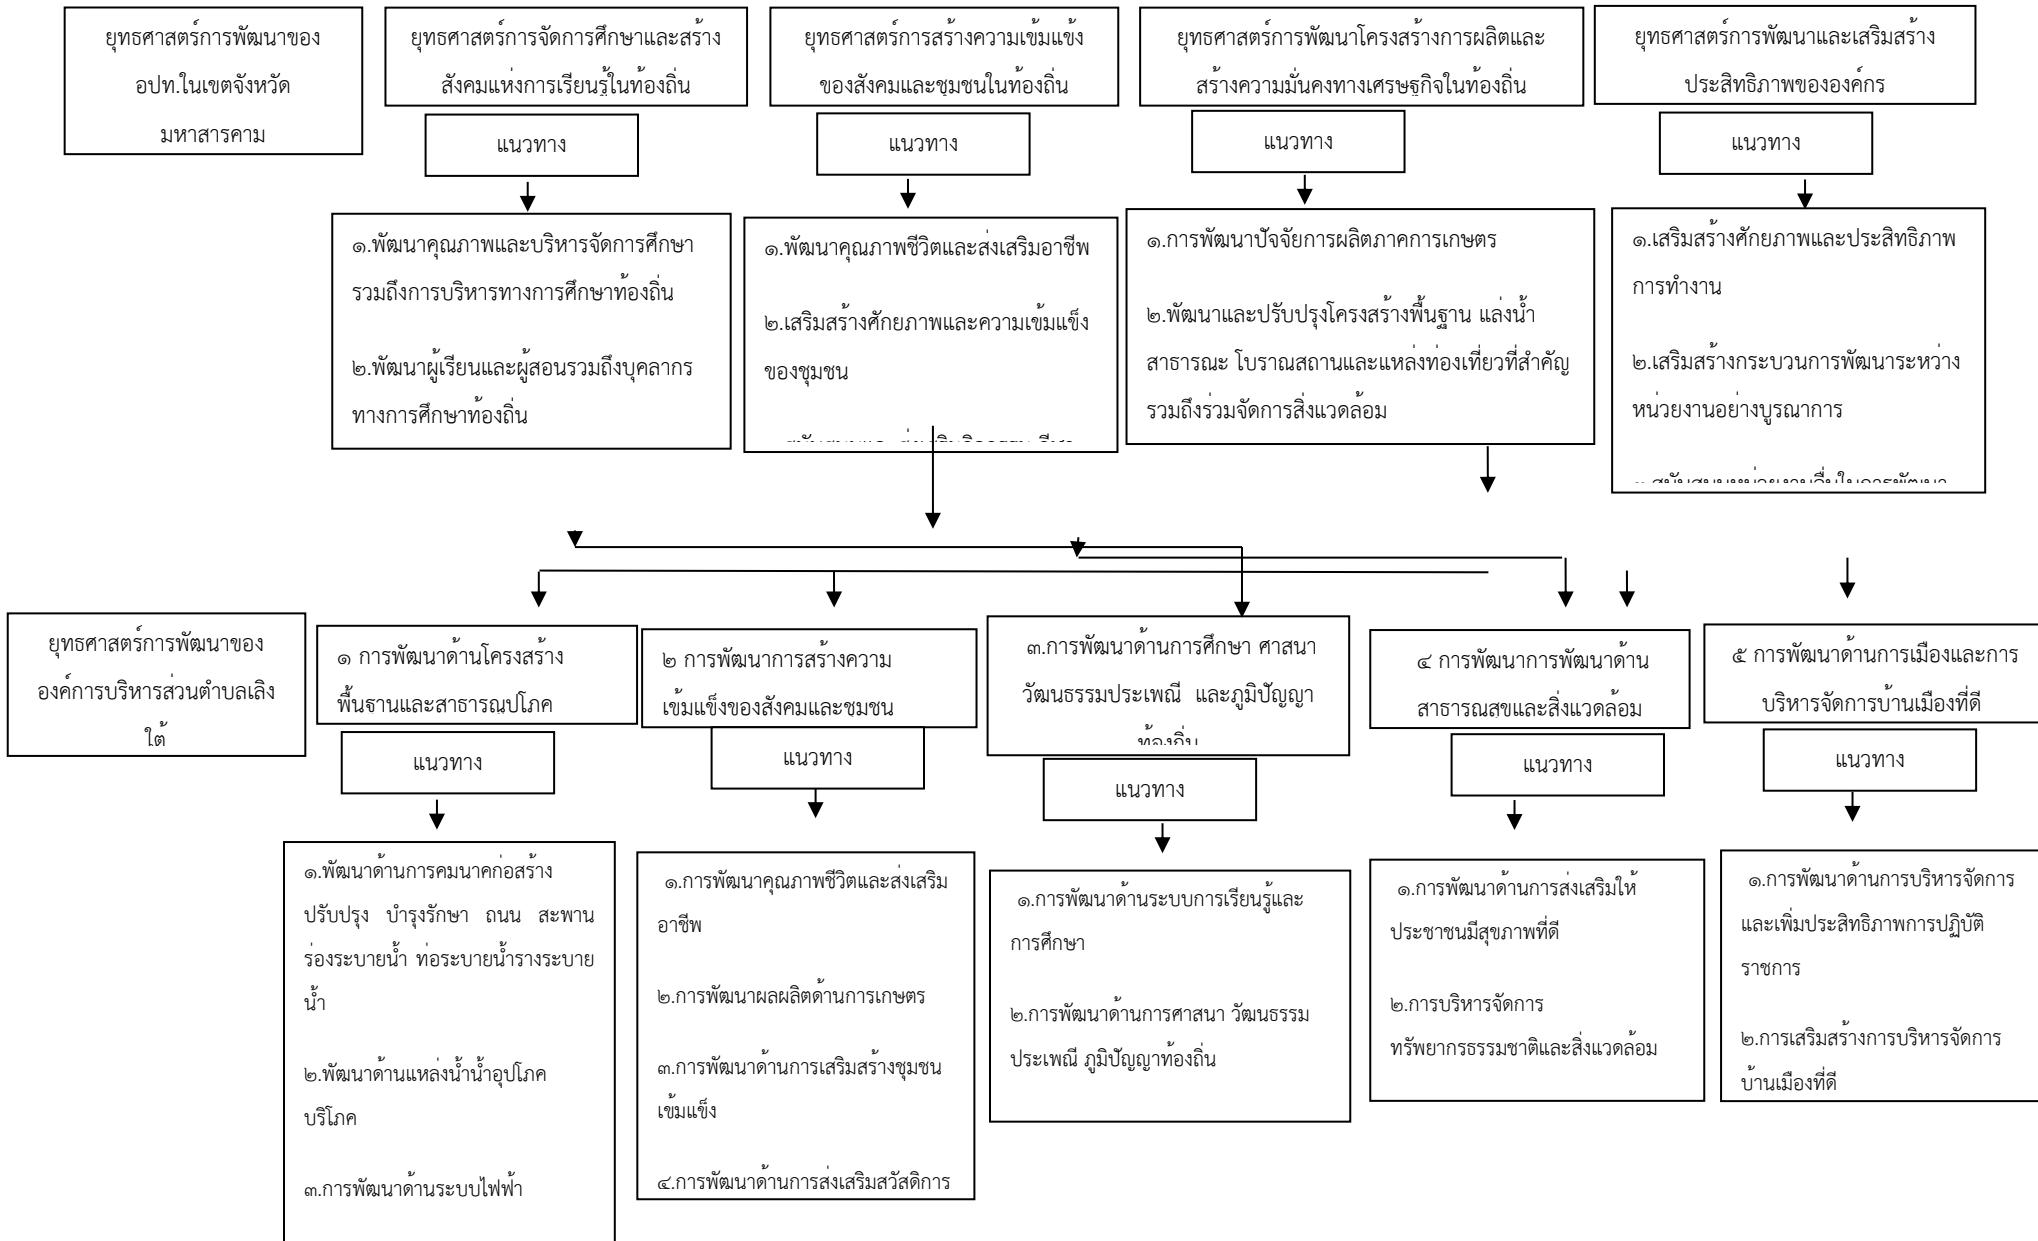 ยุทธศาสตร์การพัฒนาของ
อปท.ในเขตจังหวัด
มหาสารคาม
ยุทธศาสตร์การจัดการศึกษาและสร้าง
สังคมแห่งการเรียนรู้ในท้องถิ่น
ยุทธศาสตร์การสร้างความเข้มแข็ง
ของสังคมและชุมชนในท้องถิ่น
ยุทธศาสตร์การพัฒนาโครงสร้างการผลิตและ
สร้างความมั่นคงทางเศรษฐกิจในท้องถิ่น
ยุทธศาสตร์การพัฒนาและเสริมสร้าง
ประสิทธิภาพขององค์กร
แนวทาง
แนวทาง
แนวทาง
แนวทาง
๑.พัฒนาคุณภาพและบริหารจัดการศึกษา
รวมถึงการบริหารทางการศึกษาท้องถิ่น
๒.พัฒนาผู้เรียนและผู้สอนรวมถึงบุคลากร
ทางการศึกษาท้องถิ่น
๑.พัฒนาคุณภาพชีวิตและส่งเสริมอาชีพ
๒.เสริมสร้างศักยภาพและความเข้มแข็ง
ของชุมชน
๑.การพัฒนาปัจจัยการผลิตภาคการเกษตร
๒.พัฒนาและปรับปรุงโครงสร้างพื้นฐาน แล่งน้ำ
สาธารณะ โบราณสถานและแหล่งท่องเที่ยวที่สำคัญ
รวมถึงร่วมจัดการสิ่งแวดล้อม
๑.เสริมสร้างศักยภาพและประสิทธิภาพ
การทำงาน
๒.เสริมสร้างกระบวนการพัฒนาระหว่าง
หน่วยงานอย่างบูรณาการ
๓.สนับสนุนหน่วยงานอื่นในการพัฒนา
ยุทธศาสตร์การพัฒนาของ
องค์การบริหารส่วนตำบลเลิง
ใต้
๑ การพัฒนาด้านโครงสร้าง
พื้นฐานและสาธารณปโภค
๒ การพัฒนาการสร้างความ
เข้มแข็งของสังคมและชุมชน
๓.การพัฒนาด้านการศึกษา ศาสนา
วัฒนธรรมประเพณี และภูมิปัญญา
ท้องถิ่น
๔ การพัฒนาการพัฒนาด้าน
สาธารณสขและสิ่งแวดล้อม
๕ การพัฒนาด้านการเมืองและการ
บริหารจัดการบ้านเมืองที่ดี
แนวทาง
แนวทาง
แนวทาง
แนวทาง
แนวทาง
๑.พัฒนาด้านการคมนาคก่อสร้าง
ปรับปรุง บำรุงรักษา ถนน สะพาน
ร่องระบายน้ำ ท่อระบายน้ำรางระบาย
น้ำ
๒.พัฒนาด้านแหล่งน้ำน้ำอุปโภค
บริโภค
๓.การพัฒนาด้านระบบไฟฟ้า
๑.การพัฒนาคุณภาพชีวิตและส่งเสริม
อาชีพ
๒.การพัฒนาผลผลิตด้านการเกษตร
๓.การพัฒนาด้านการเสริมสร้างชุมชน
เข้มแข็ง
๔.การพัฒนาด้านการส่งเสริมสวัสดิการ
๑.การพัฒนาด้านระบบการเรียนรู้และ
การศึกษา
๒.การพัฒนาด้านการศาสนา วัฒนธรรม
ประเพณี ภูมิปัญญาท้องถิ่น
๑.การพัฒนาด้านการส่งเสริมให้
ประชาชนมีสุขภาพที่ดี
๒.การบริหารจัดการ
ทรัพยากรธรรมชาติและสิ่งแวดล้อม
๑.การพัฒนาด้านการบริหารจัดการ
และเพิ่มประสิทธิภาพการปฏิบัติ
ราชการ
๒.การเสริมสร้างการบริหารจัดการ
บ้านเมืองที่ดี